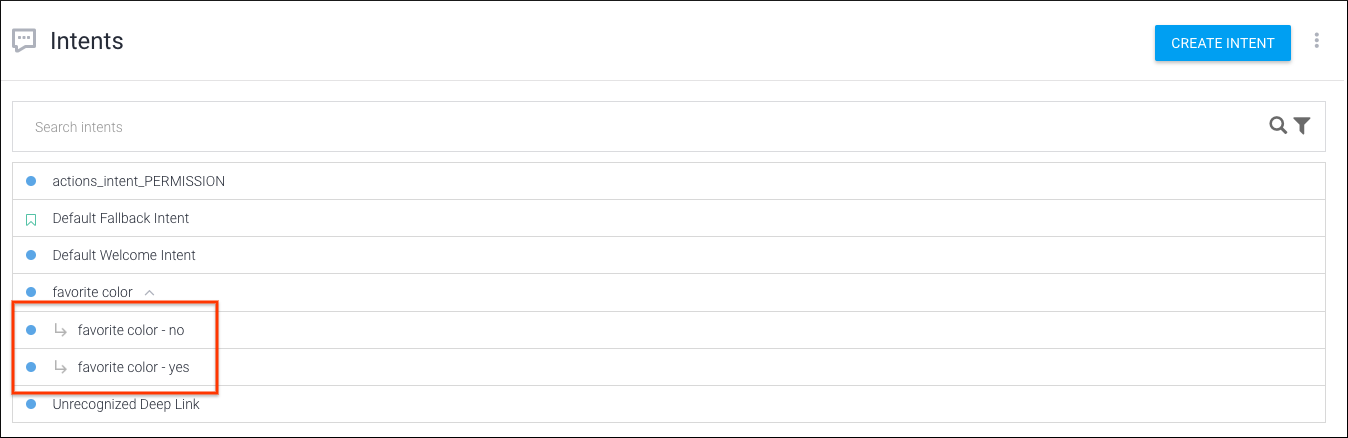 Intents
CREATE INTENT
Search intents
actions_intent_PERMISSION
Default Fallback Intent
Default Welcome Intent
favorite color
favorite color - no
favorite color - yes
Unrecognized Deep Link